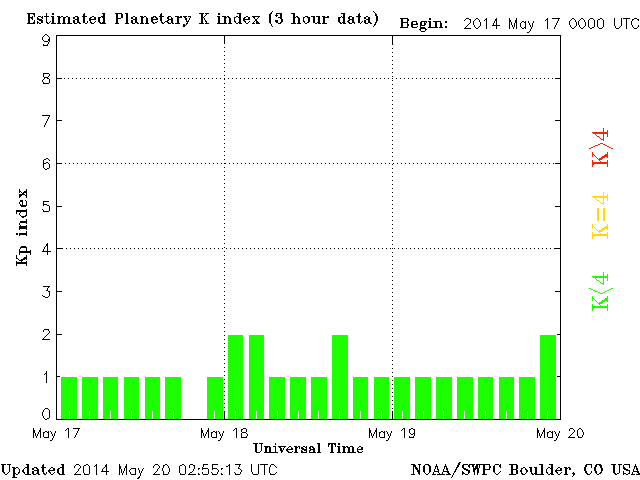 Estimated Planetary K index (3 hour data) Begin: 2014 May 17 0000 UTC
9
8
7
6
5
4
3
2
1
0
Kp index
K>4
K=4
K<4
May 17 May 18 May 19 May 20
Universal Time
Updated 2014 May 20 02:55:13 UTC NOAA/SWPC Boulder, CO USA